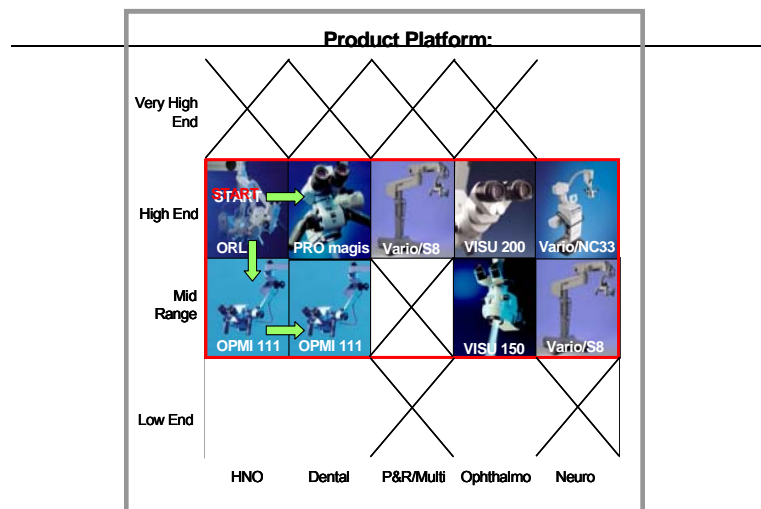 Product Platform:
Very High
End
START
High End
ORL
PRO magis
Vario/S8
VISU 200
Vario/NC33
Mid
Range
OPMI 111
OPMI 111
VISU 150
Vario/S8
Low End
HNO
Dental
P&R/Multi
Ophthalmo
Neuro